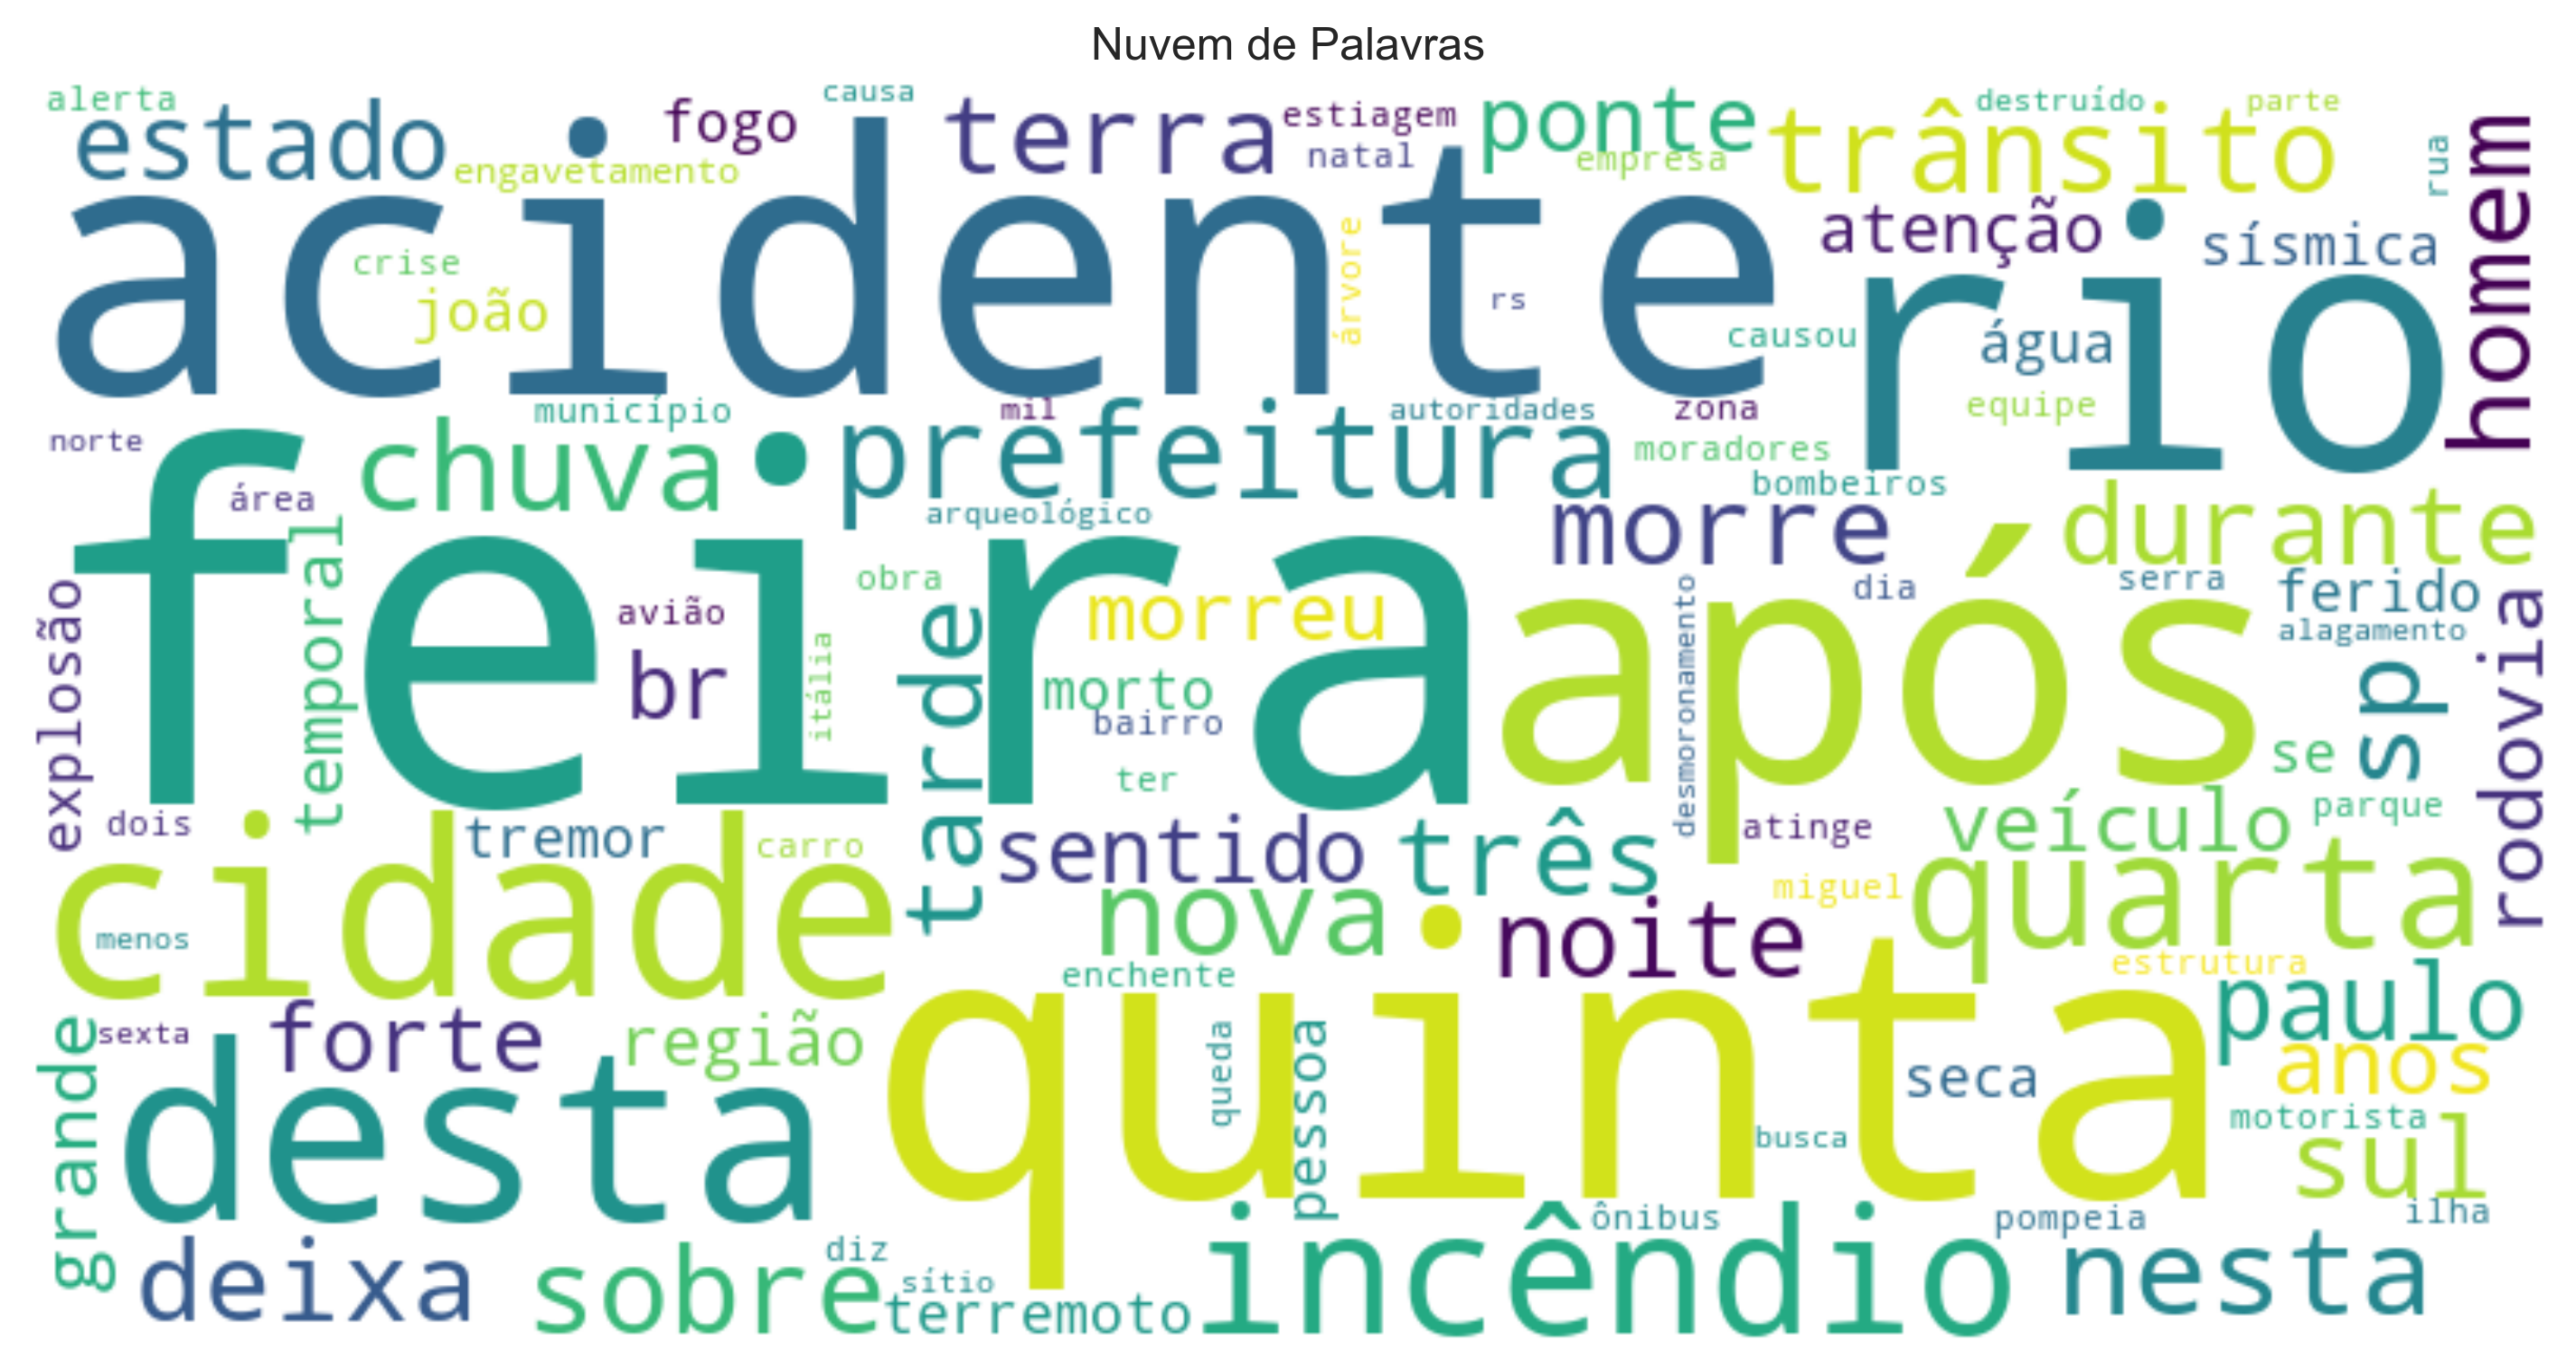 Nuvem de Palavras
alerta
causa
estado
fogo
terra
estiagem
ponte
destruído
parte
trânsito
engavetamento
natal
empresa
rua
homem
acidente
atenção
sísmica
crise
joão
árvore
rs
rio
causou
água
município
mil
autoridades
zona
equipe
norte
chuva
prefeitura
moradores
bombeiros
área
arqueológico
morre
durante
temporal
feira
obra
após
dia
serra
ferido
explosão
avião
morreu
desmoronamento
alagamento
rodovia
br
itália
tarde
morto
bairro
sp
ter
se
dois
tremor
carro
sentido
três
atinge
veículo
parque
cidade
nova
miguel
quarta
menos
noite
enchente
estrutura
paulo
sexta
forte
região
quinta
grande
desta
queda
pessoa
seca
anos
busca
motorista
sul
deixa
sobre
diz
sítio
terremoto
incêndio
ônibus
pompeia
ilha
nesta